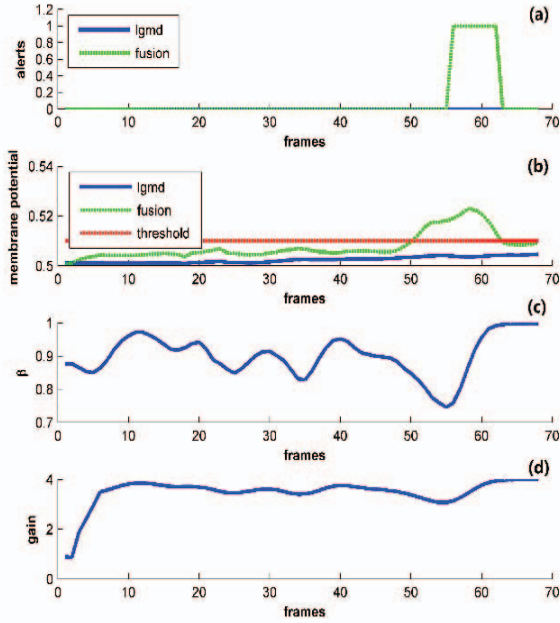 (a)
1.2
1
0.8
0.6
0.4
0.2
0
alerts
lgmd
fusion
0 10 20 30 40 50 60 70
frames
(b)
0.54
0.52
0.5
membrane potential
lgmd
fusion
threshold
0 10 20 30 40 50 60 70
frames
(c)
1
0.9
0.8
0.7
β
0 10 20 30 40 50 60 70
frames
(d)
4
2
0
gain
0 10 20 30 40 50 60 70
frames